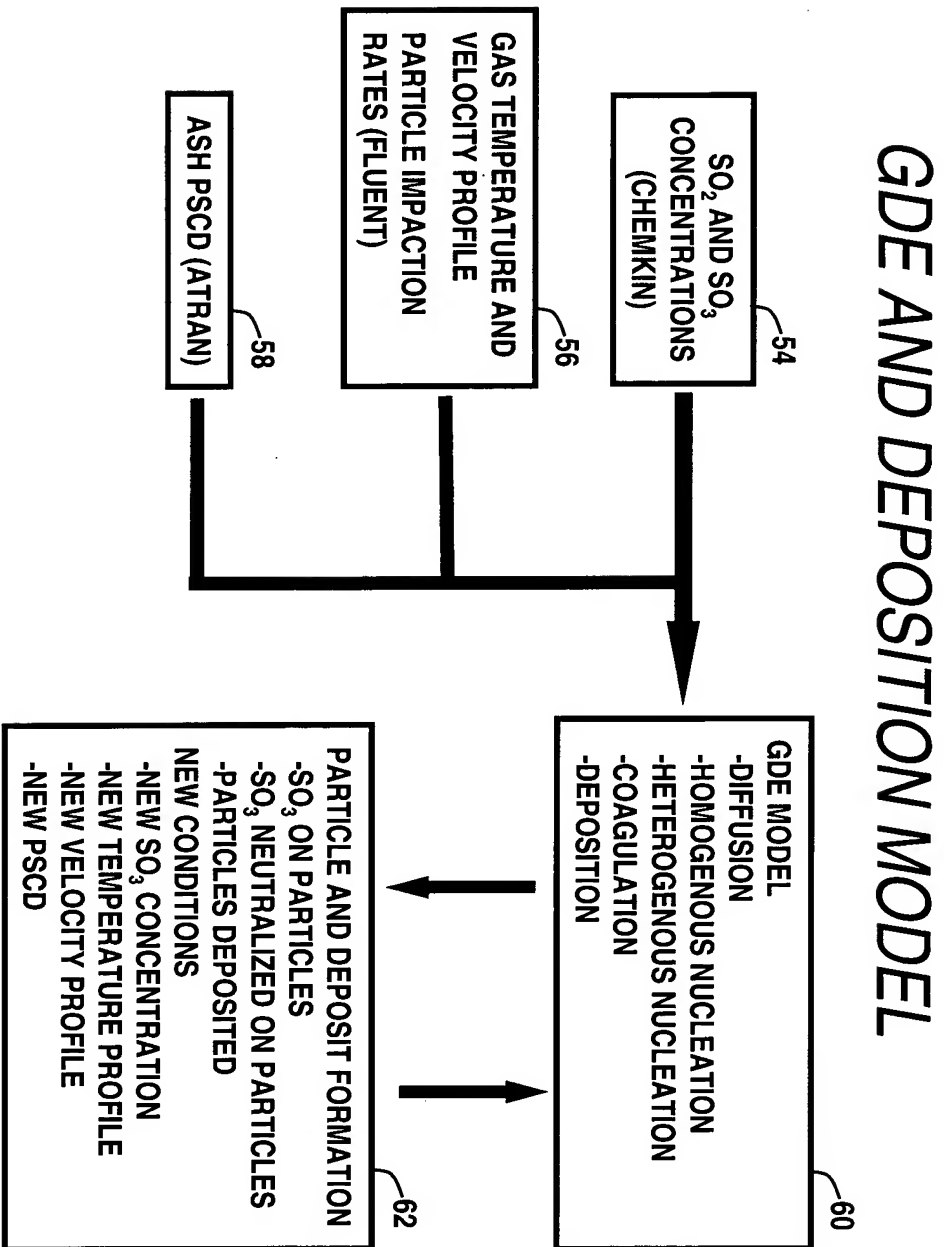 GDE AND DEPOSITION MODEL
54
SO₂ AND SO₃
CONCENTRATIONS
(CHEMKIN)
56
GAS TEMPERATURE AND
VELOCITY PROFILE
PARTICLE IMPACTION
RATES (FLUENT)
58
ASH PSCD (ATRAN)
60
GDE MODEL
-DIFFUSION
-HOMOGENOUS NUCLEATION
-HETEROGENOUS NUCLEATION
-COAGULATION
-DEPOSITION
62
PARTICLE AND DEPOSIT FORMATION
-SO₃ ON PARTICLES
-SO₃ NEUTRALIZED ON PARTICLES
-PARTICLES DEPOSITED
NEW CONDITIONS
-NEW SO₃ CONCENTRATION
-NEW TEMPERATURE PROFILE
-NEW VELOCITY PROFILE
-NEW PSCD